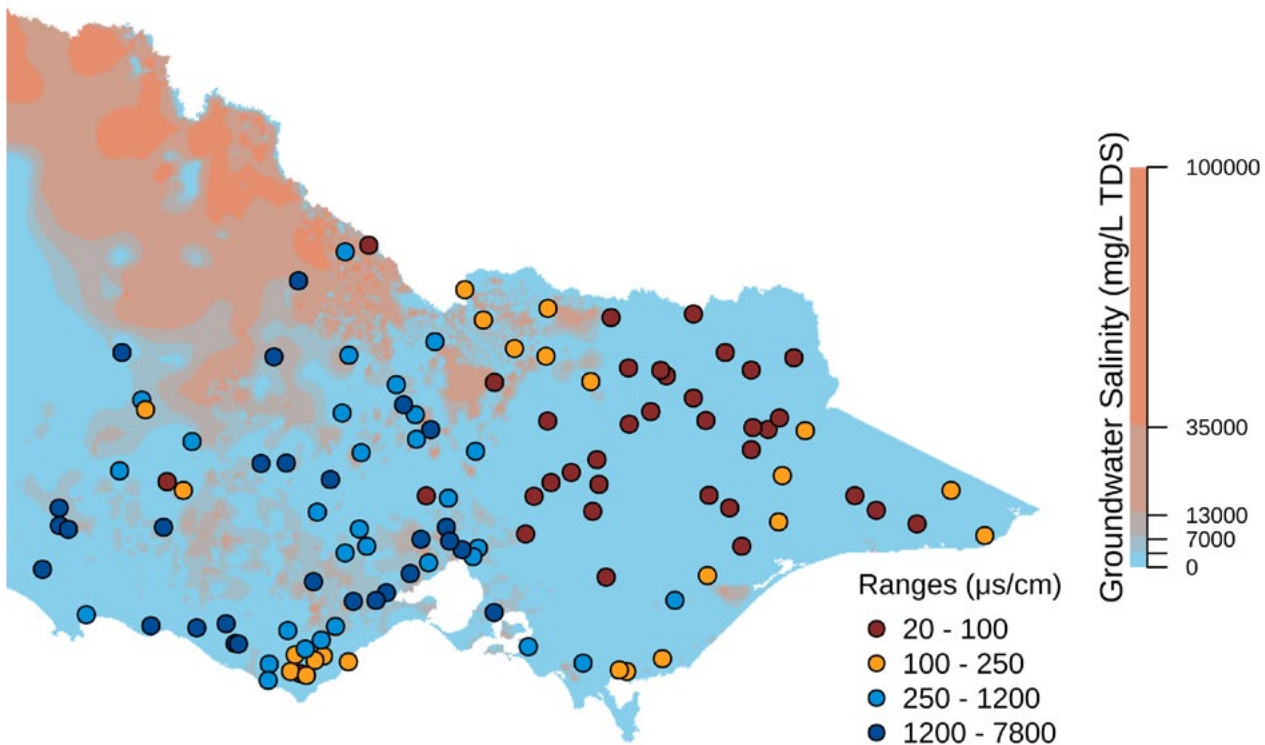 Groundwater Salinity (mg/L TDS)
100000
35000
13000
7000
0
Ranges (µs/cm)
20 - 100
100 - 250
250 - 1200
1200 - 7800